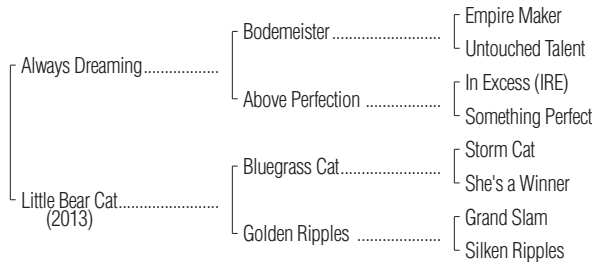 Empire Maker
Bodemeister..................
Untouched Talent
Always Dreaming..................
In Excess (IRE)
Above Perfection ..................
Something Perfect
Storm Cat
Bluegrass Cat..................
She's a Winner
Little Bear Cat..................
(2013)
Grand Slam
Golden Ripples ..................
Silken Ripples